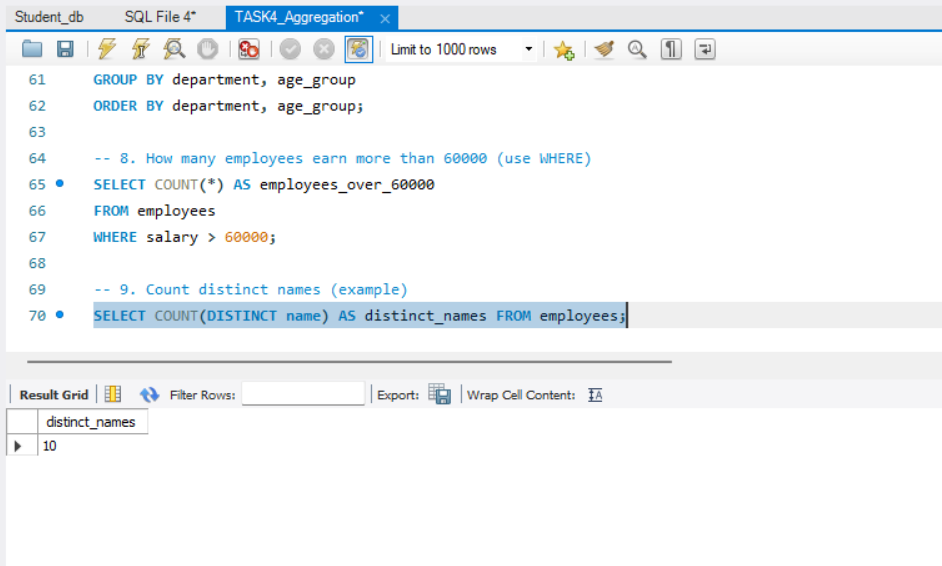 Student_db SQL File 4* TASK4_Aggregation* ×
Limit to 1000 rows
61 GROUP BY department, age_group
62 ORDER BY department, age_group;
63
64 -- 8. How many employees earn more than 60000 (use WHERE)
65 SELECT COUNT(*) AS employees_over_60000
66 FROM employees
67 WHERE salary > 60000;
68
69 -- 9. Count distinct names (example)
70 SELECT COUNT(DISTINCT name) AS distinct_names FROM employees;
Result Grid Filter Rows: Export: Wrap Cell Content: IA
distinct_names
10